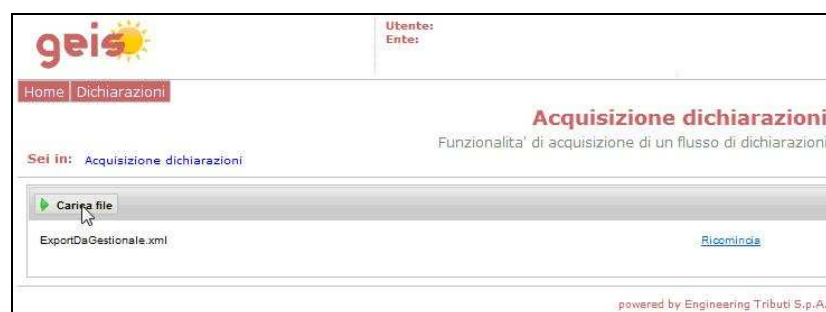 geis
Utente:
Ente:
Home Dichiarazioni
Acquisizione dichiarazioni
Funzionalita' di acquisizione di un flusso di dichiarazioni
Sei in: Acquisizione dichiarazioni
Carica file
ExportDaGestionale.xml Ricomincia
powered by Engineering Tributi S.p.A.